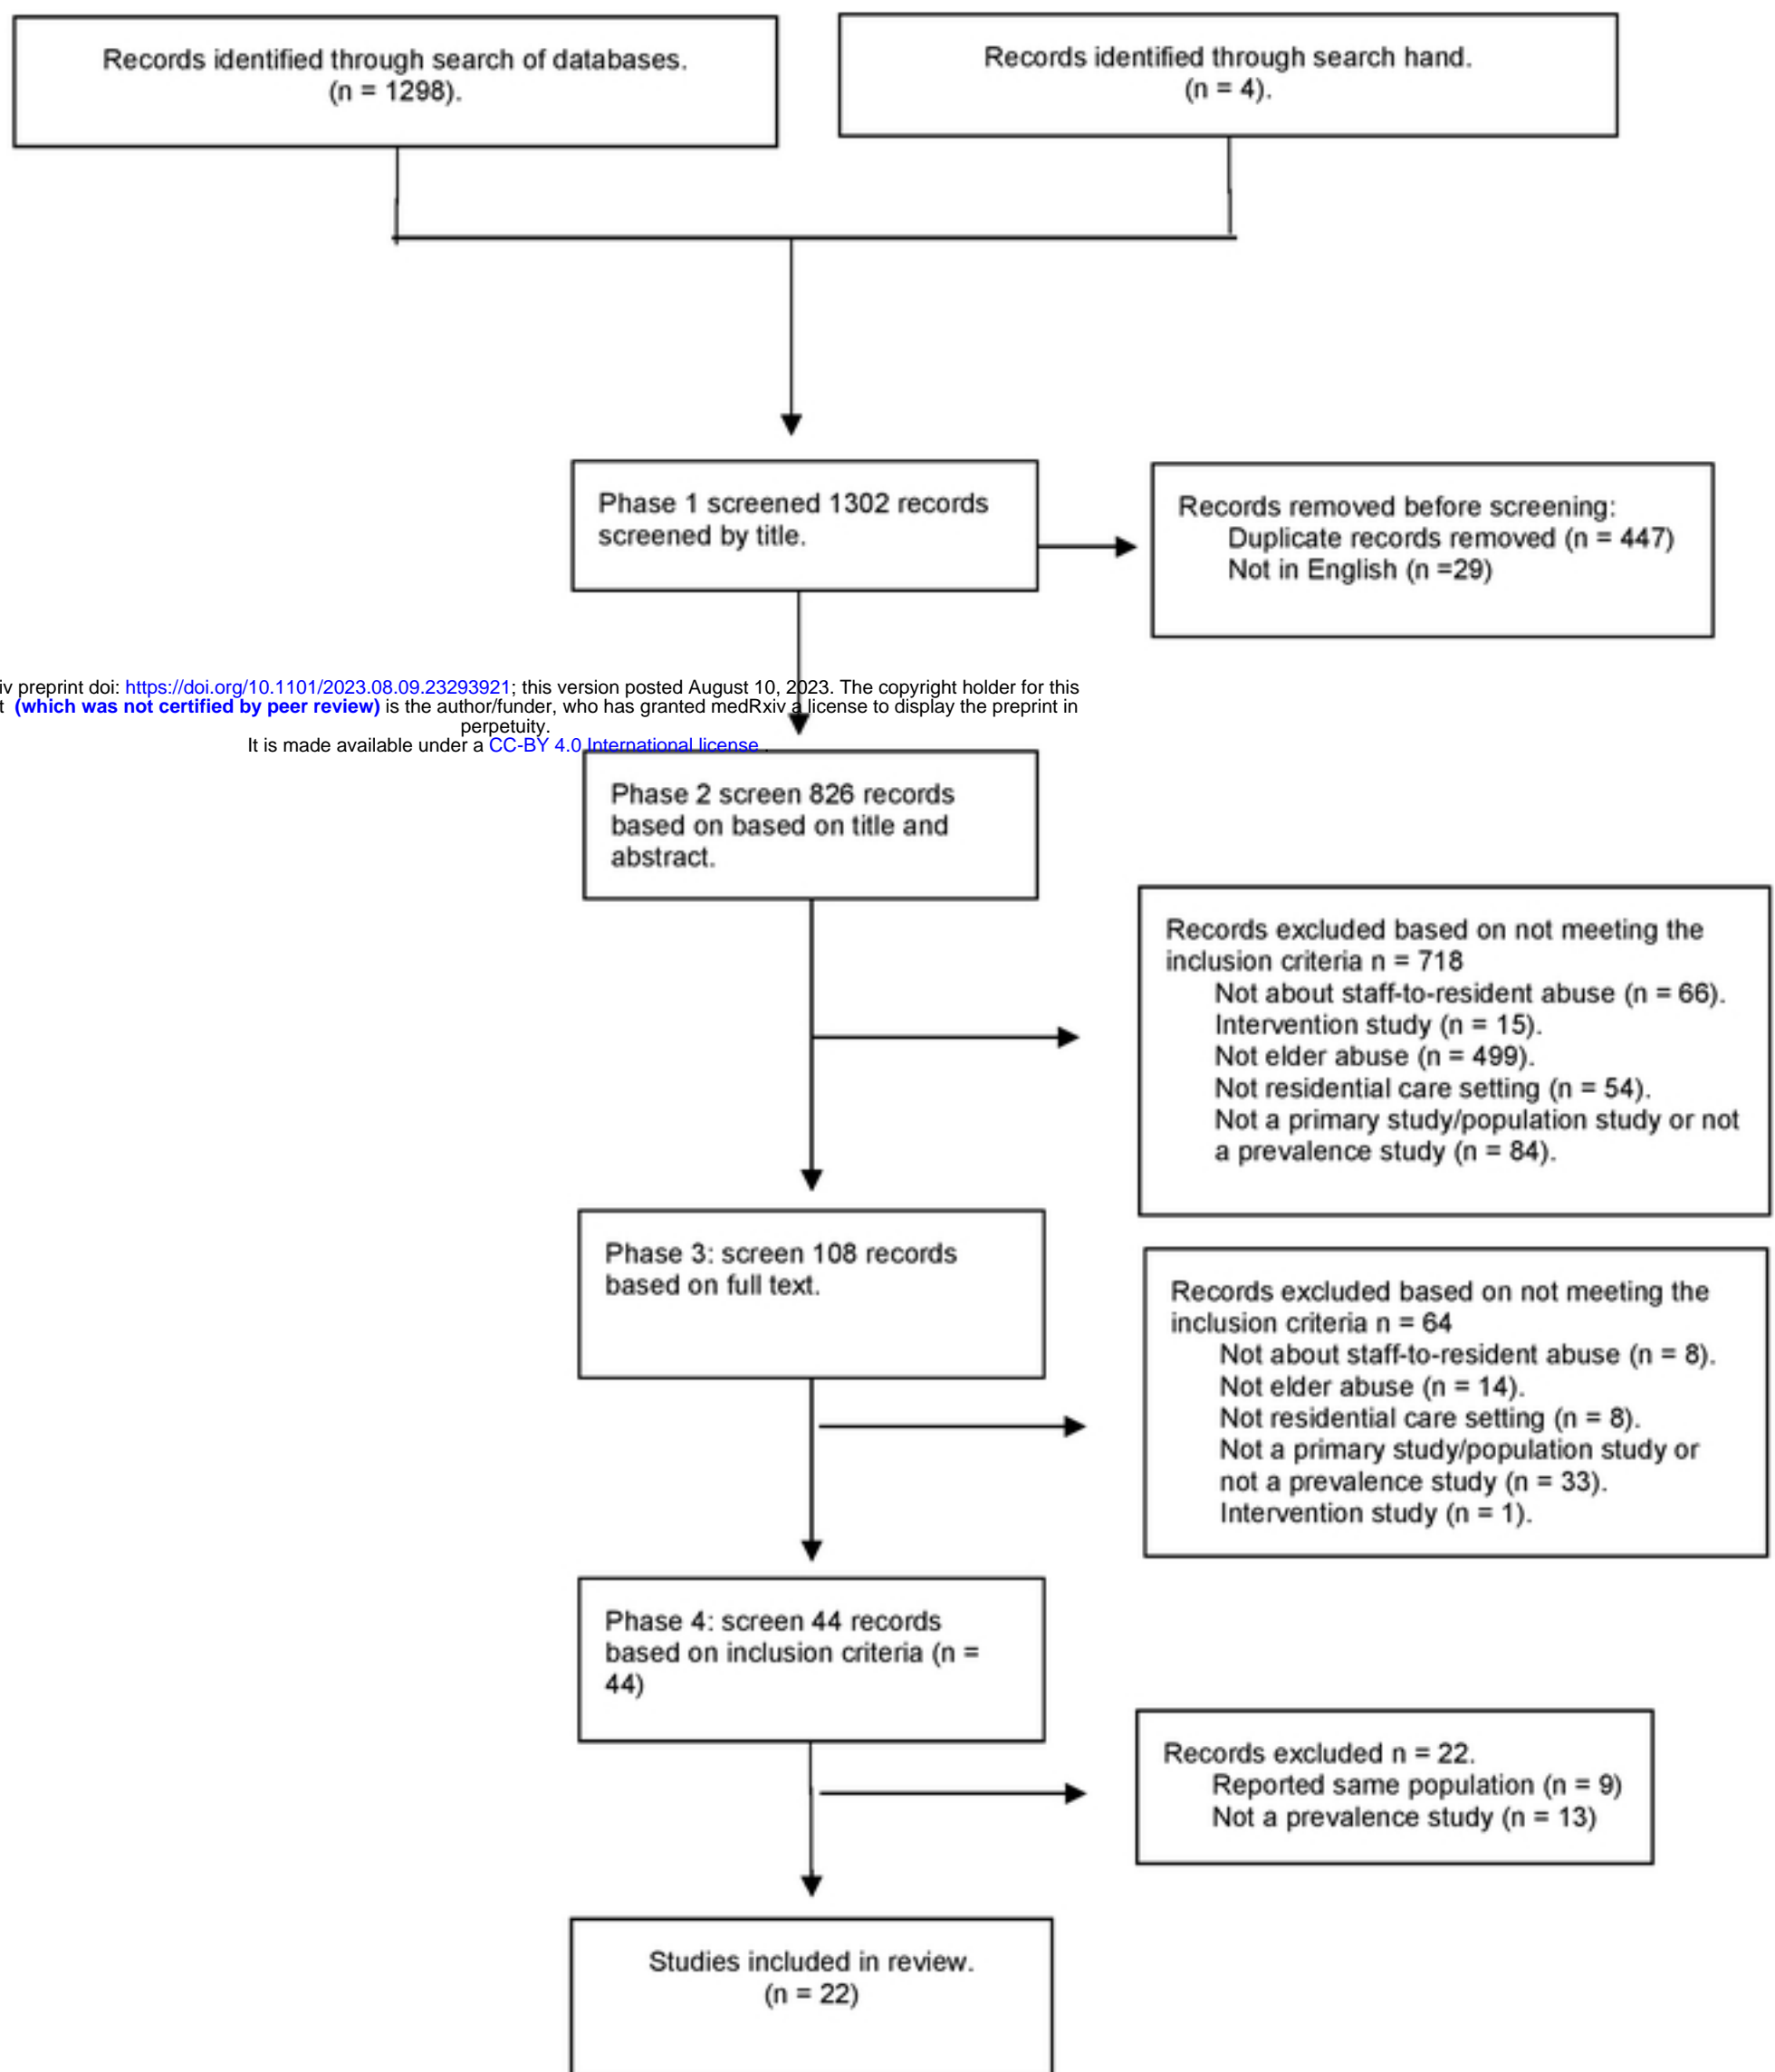 Records identified through search of databases.
(n = 1298).
Records identified through search hand.
(n = 4).
Phase 1 screened 1302 records
screened by title.
Records removed before screening:
Duplicate records removed (n = 447)
Not in English (n =29)
preprint doi: https://doi.org/10.1101/2023.08.09.23293921; this version posted August 10, 2023. The copyright holder for this
(which was not certified by peer review) is the author/funder, who has granted medRxiv a license to display the preprint in
perpetuity.
It is made available under a CC-BY 4.0 International license .
Phase 2 screen 826 records
based on based on title and
abstract.
Records excluded based on not meeting the
inclusion criteria n = 718
Not about staff-to-resident abuse (n = 66).
Intervention study (n = 15).
Not elder abuse (n = 499).
Not residential care setting (n = 54).
Not a primary study/population study or not
a prevalence study (n = 84).
Phase 3: screen 108 records
based on full text.
Records excluded based on not meeting the
inclusion criteria n = 64
Not about staff-to-resident abuse (n = 8).
Not elder abuse (n = 14).
Not residential care setting (n = 8).
Not a primary study/population study or
not a prevalence study (n = 33).
Intervention study (n = 1).
Phase 4: screen 44 records
based on inclusion criteria (n =
44)
Records excluded n = 22.
Reported same population (n = 9)
Not a prevalence study (n = 13)
Studies included in review.
(n = 22)